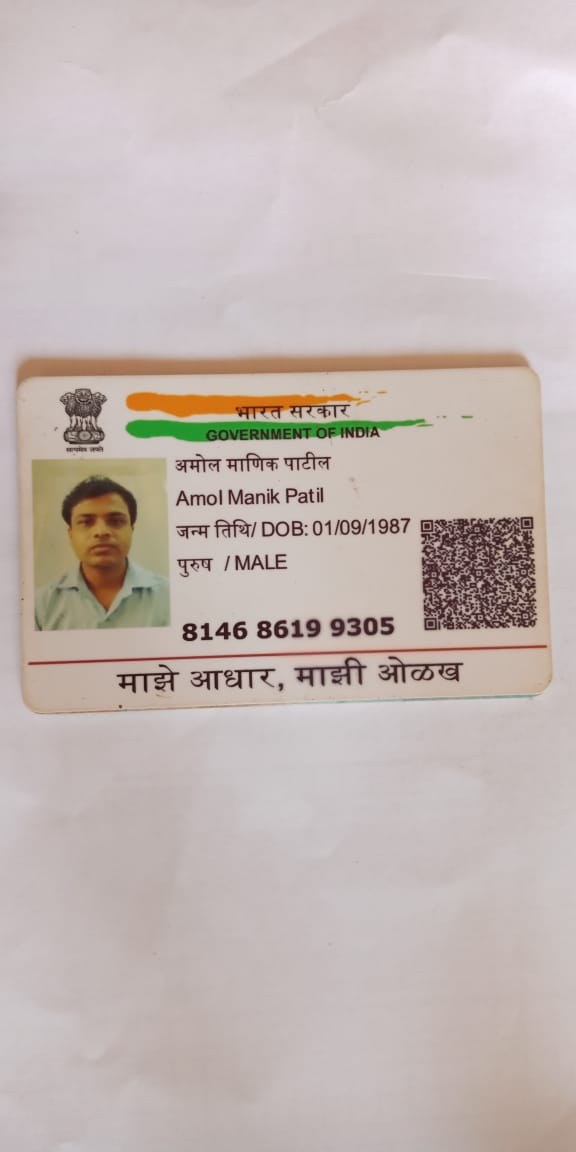 भारत सरकार
GOVERNMENT OF INDIA
सत्यमेव जयते
अमोल माणिक पाटील
Amol Manik Patil
जन्म तिथि/ DOB: 01/09/1987
पुरुष / MALE
8146 8619 9305
माझे आधार, माझी ओळख